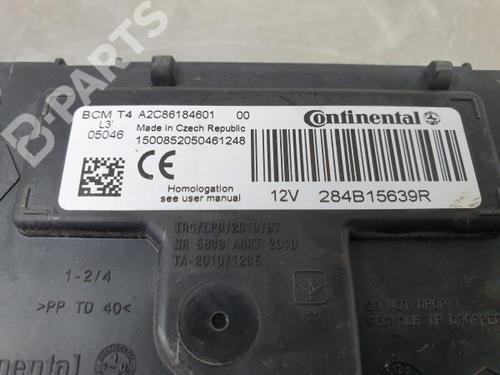 B-PARTS
BCM T4 A2C86184601 00
L3'
05046
Made in Czech Republic
1500852050461248
Continental
CE
Homologation
see user manual
12V 284B15639R
TRC/LPD/2010/87
NR 5889 ANRT 2010
TA-2010/1235
1-2/4
>PP TD 40<
DO NOT DROP
RECYCLE IF DROPPED
Continental